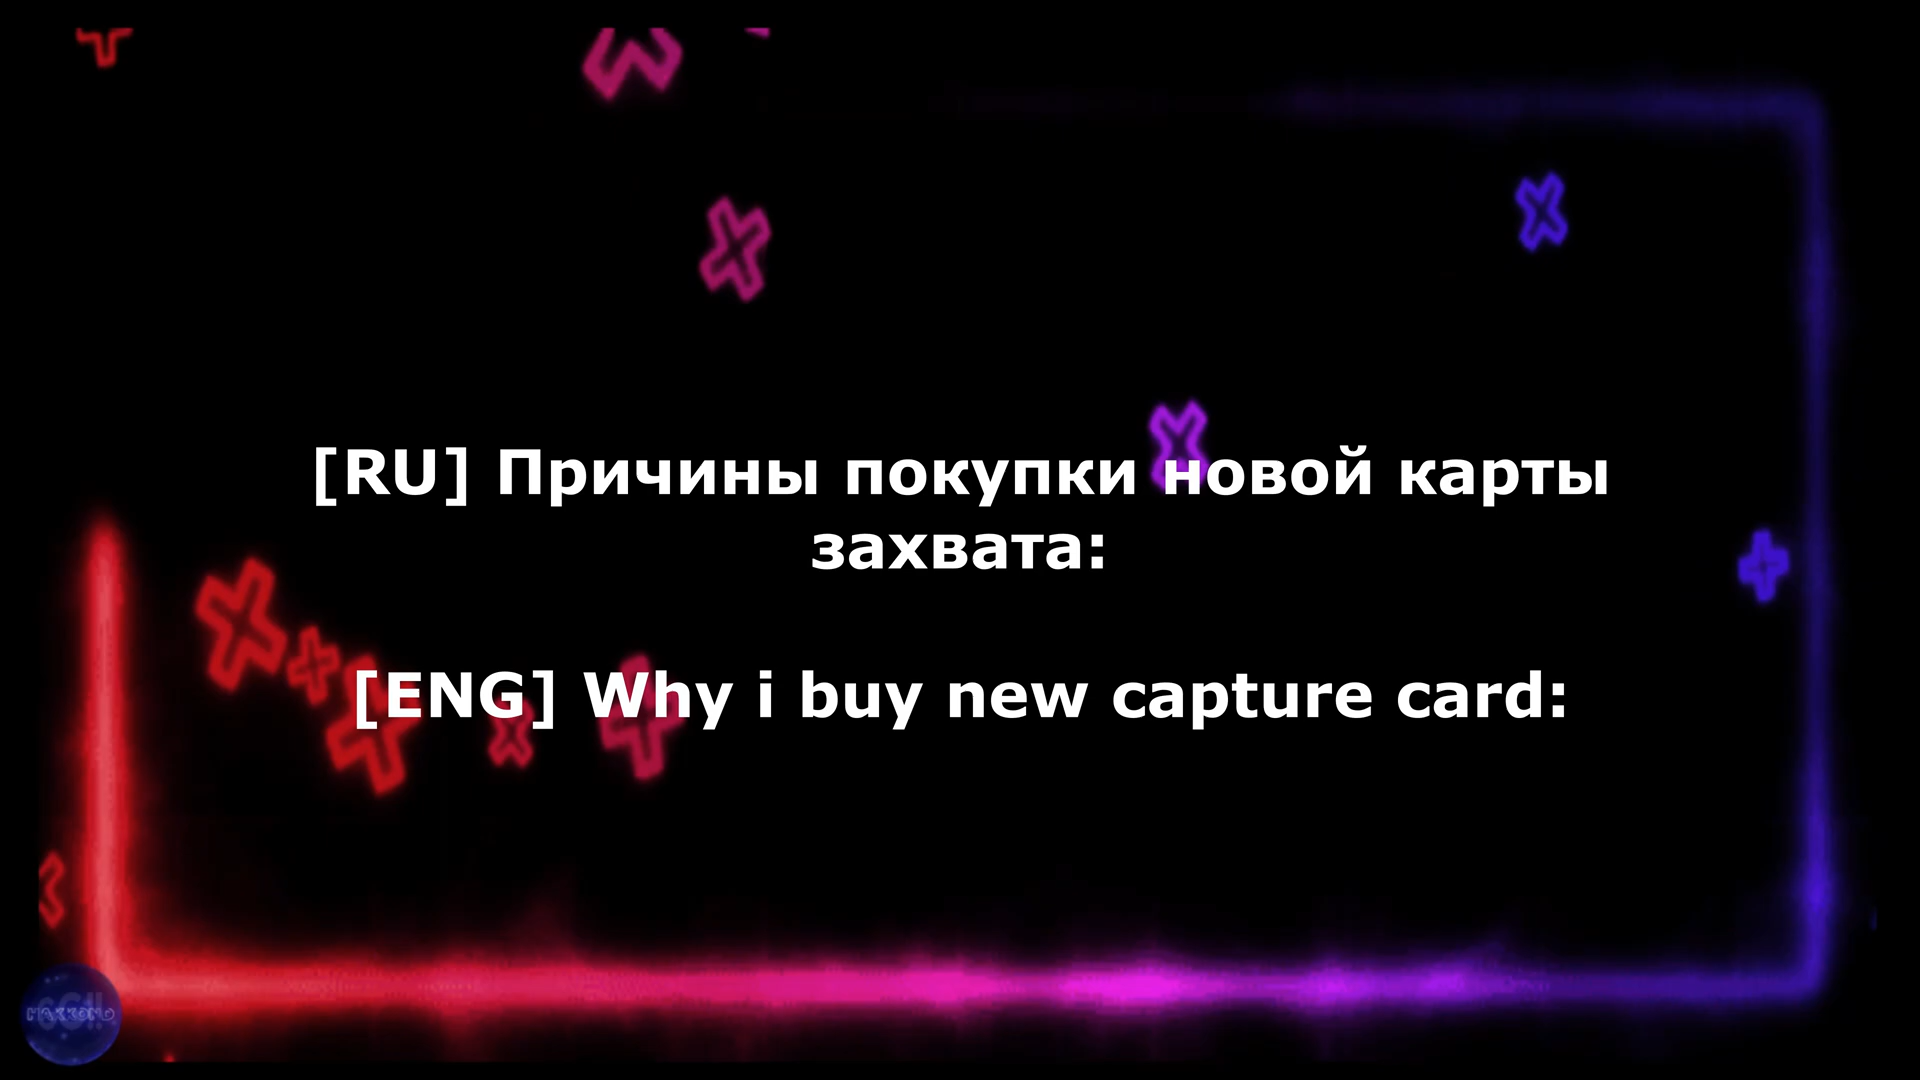 [RU] Причины покупки новой карты
захвата:
[ENG] Why i buy new capture card: